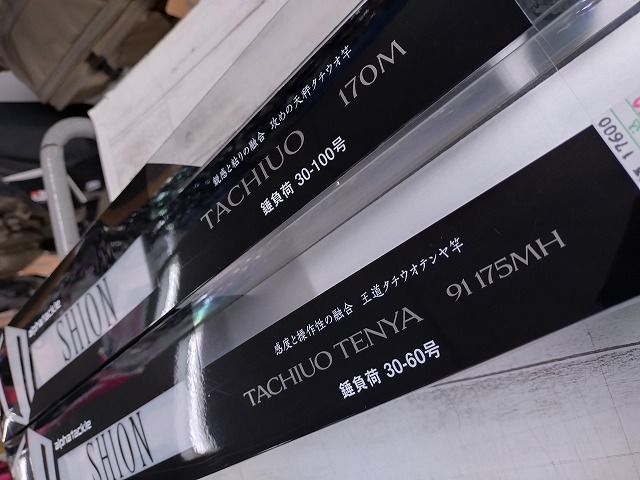 alphatackle
SHION
鋭感と粘りの融合 攻めの天秤タチウオ竿
TACHIUO 170M
錘負荷 30-100号
alphatackle
SHION
感度と操作性の融合 王道タチウオテンヤ竿
TACHIUO TENYA 91 175MH
錘負荷 30-60号
17600